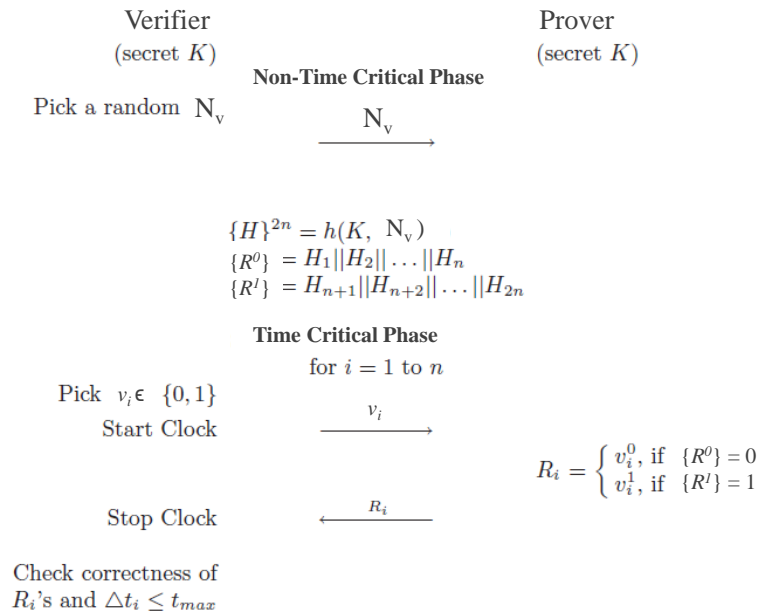 Verifier Prover
(secret K) (secret K)
Non-Time Critical Phase
Pick a random N_v
N_v
{H}^{2n} = h(K, N_v)
{R^0} = H_1||H_2||...||H_n
{R^1} = H_{n+1}||H_{n+2}||...||H_{2n}
Time Critical Phase
for i = 1 to n
Pick v_i ϵ {0, 1}
v_i
Start Clock
R_i = { v_i^0, if {R^0} = 0
v_i^1, if {R^1} = 1
R_i
Stop Clock
Check correctness of
R_i's and △t_i ≤ t_{max}